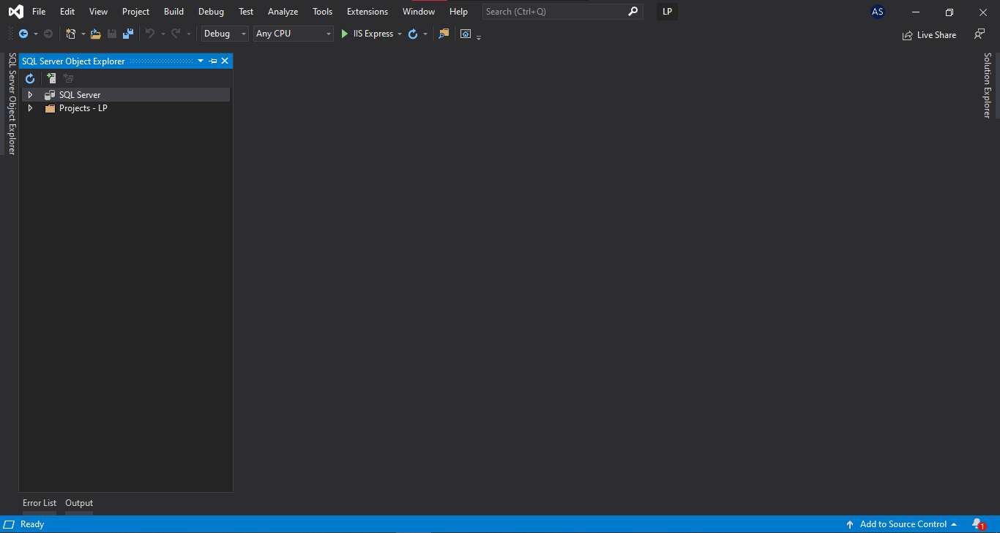 File Edit View Project Build Debug Test Analyze Tools Extensions Window Help Search (Ctrl+Q) LP AS
Debug Any CPU IIS Express Live Share
SQL Server Object Explorer
SQL Server Object Explorer
SQL Server
Projects - LP
Solution Explorer
Error List Output
Ready Add to Source Control 1